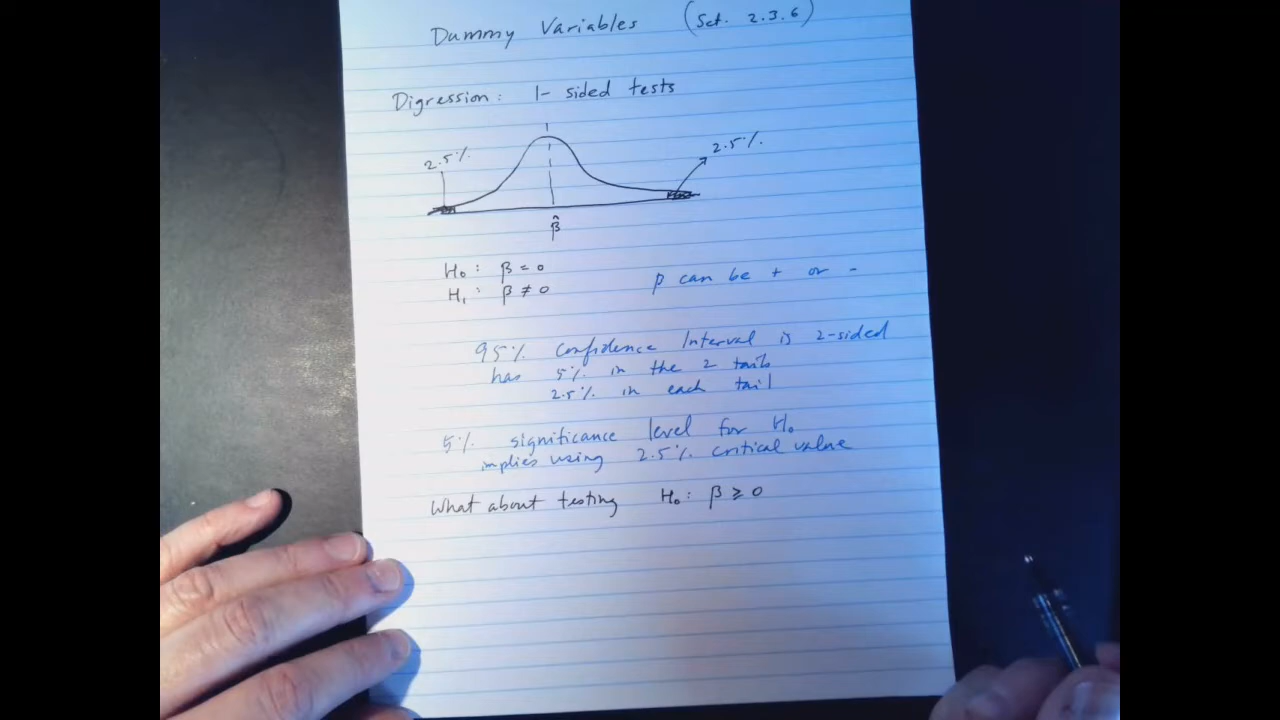 Dummy Variables (Sct. 2.3.6)
Digression: 1-sided tests
2.5% 2.5%
β̂
H₀: β = 0
H₁: β ≠ 0
β can be + or -
95% Confidence Interval is 2-sided
has 5% in the 2 tails
2.5% in each tail
5% significance level for H₀
implies using 2.5% critical value
What about testing H₀: β ≥ 0